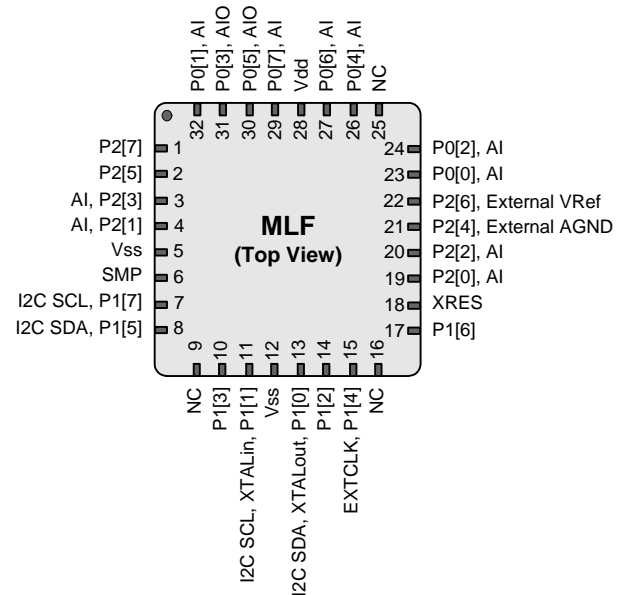 P0[1], AI
P0[3], AIO
P0[5], AIO
P0[7], AI
Vdd
P0[6], AI
P0[4], AI
NC
32
31
30
29
28
27
26
25
P2[7] 1
P2[5] 2
AI, P2[3] 3
AI, P2[1] 4
Vss 5
SMP 6
I2C SCL, P1[7] 7
I2C SDA, P1[5] 8
MLF
(Top View)
24 P0[2], AI
23 P0[0], AI
22 P2[6], External VRef
21 P2[4], External AGND
20 P2[2], AI
19 P2[0], AI
18 XRES
17 P1[6]
9
10
11
12
13
14
15
16
NC
P1[3]
I2C SCL, XTALin, P1[1]
Vss
I2C SDA, XTALout, P1[0]
P1[2]
EXTCLK, P1[4]
NC